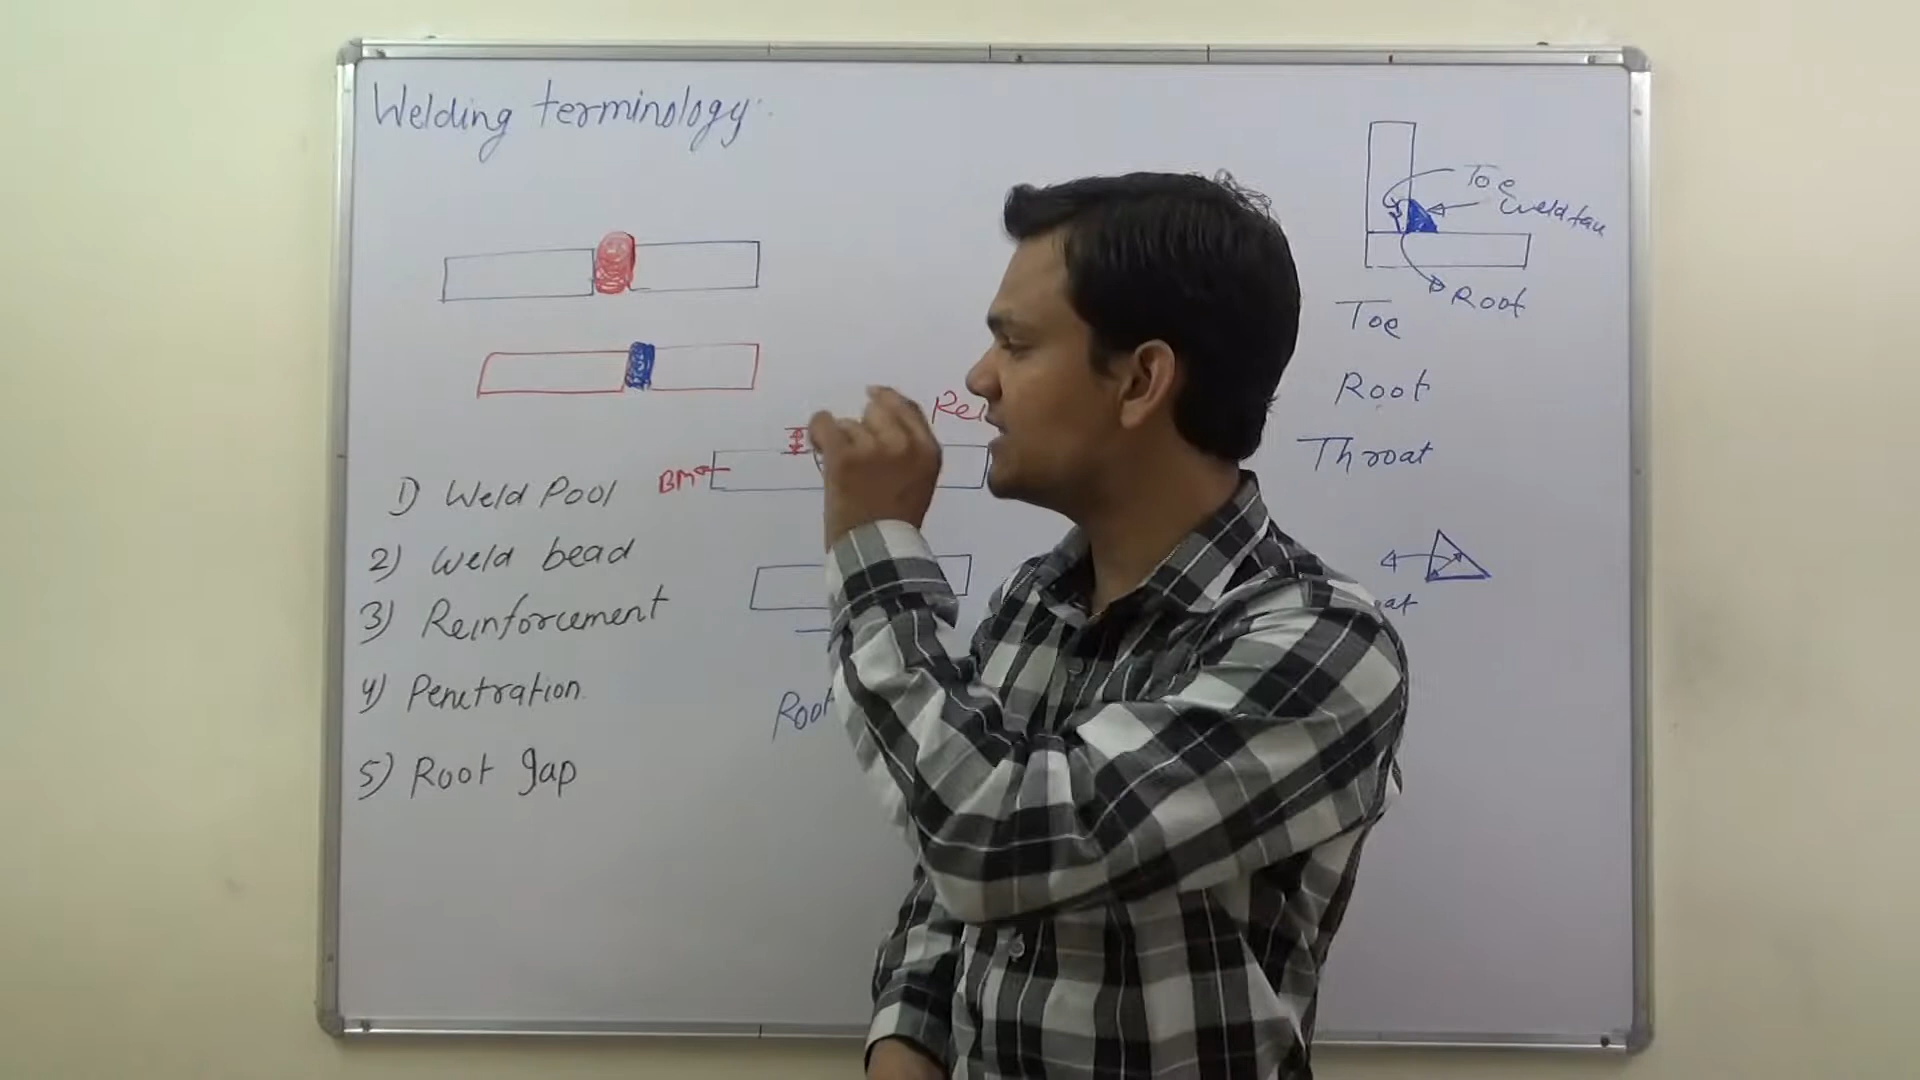 Welding terminology:
Toe
Weld face
Root
Toe
Root
Throat
BM
1) Weld Pool
2) Weld bead
3) Reinforcement
4) Penetration
5) Root gap
Root